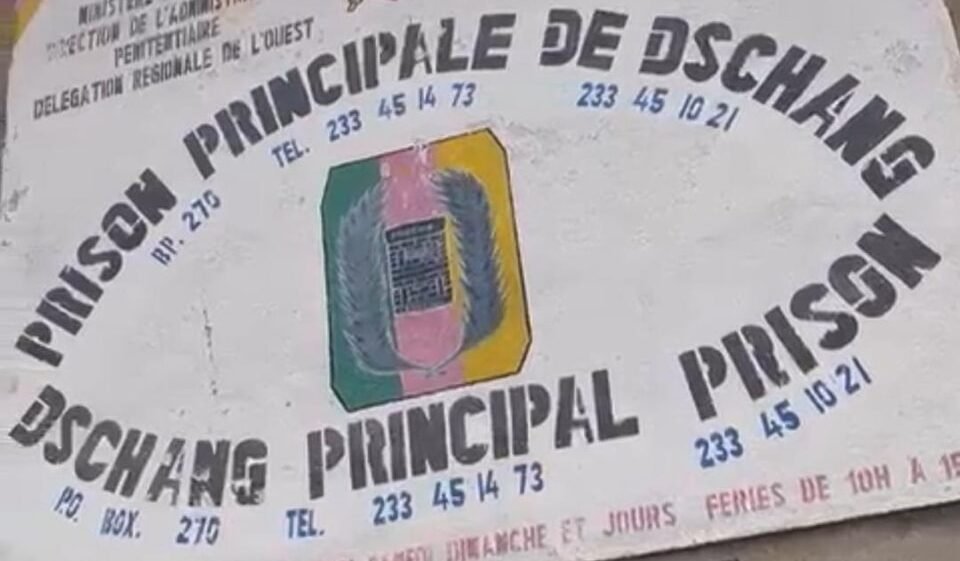 DIRECTION DE L'ADMINISTR
PENITENTIAIRE
DELEGATION REGIONALE DE L'OUEST
PRISON PRINCIPALE DE DSCHANG
BP. 270 TEL. 233 45 14 73 233 45 10 21
DSCHANG PRINCIPAL PRISON
P.O. BOX. 270 TEL. 233 45 14 73 233 45 10 21
DIMANCHE ET JOURS FERIES DE 10H À 15